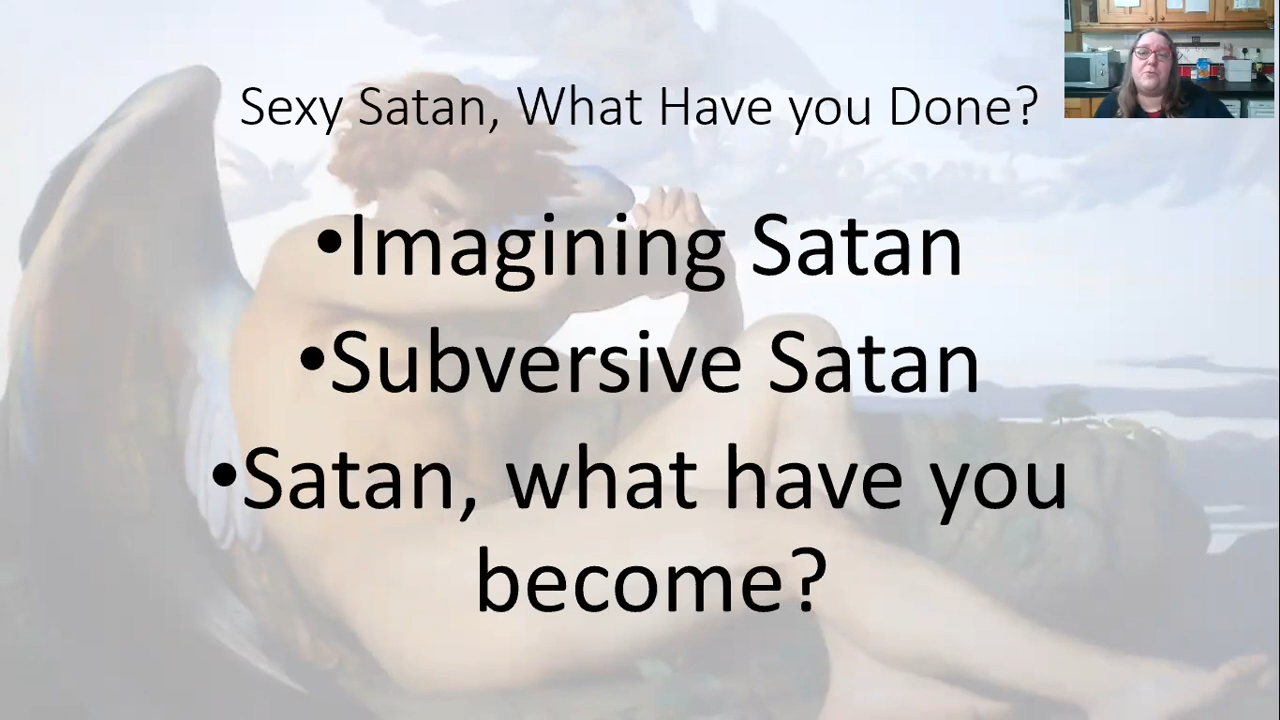 Sexy Satan, What Have you Done?
•Imagining Satan
•Subversive Satan
•Satan, what have you
become?